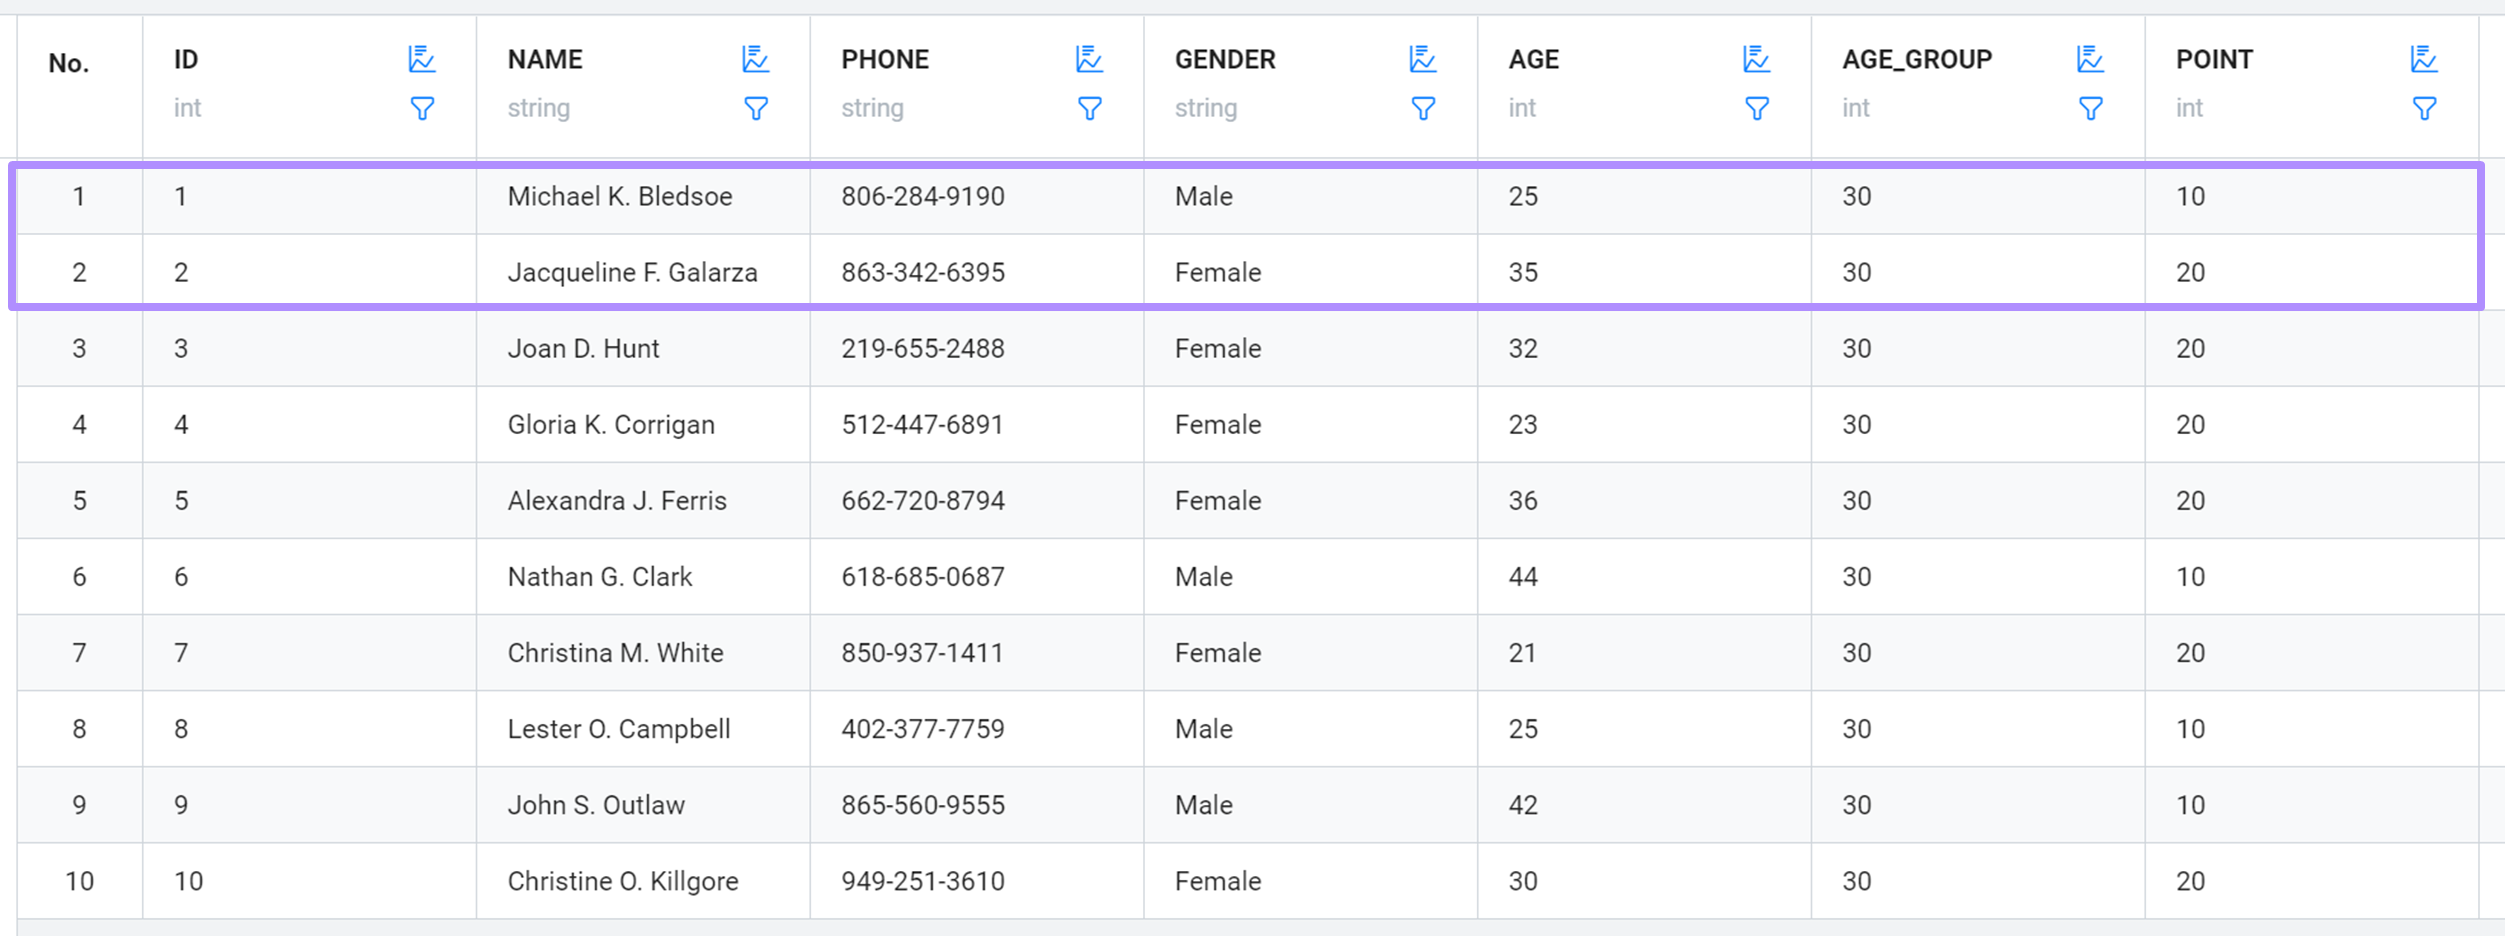 No. ID NAME PHONE GENDER AGE AGE_GROUP POINT
int string string string int int int
1 1 Michael K. Bledsoe 806-284-9190 Male 25 30 10
2 2 Jacqueline F. Galarza 863-342-6395 Female 35 30 20
3 3 Joan D. Hunt 219-655-2488 Female 32 30 20
4 4 Gloria K. Corrigan 512-447-6891 Female 23 30 20
5 5 Alexandra J. Ferris 662-720-8794 Female 36 30 20
6 6 Nathan G. Clark 618-685-0687 Male 44 30 10
7 7 Christina M. White 850-937-1411 Female 21 30 20
8 8 Lester O. Campbell 402-377-7759 Male 25 30 10
9 9 John S. Outlaw 865-560-9555 Male 42 30 10
10 10 Christine O. Killgore 949-251-3610 Female 30 30 20